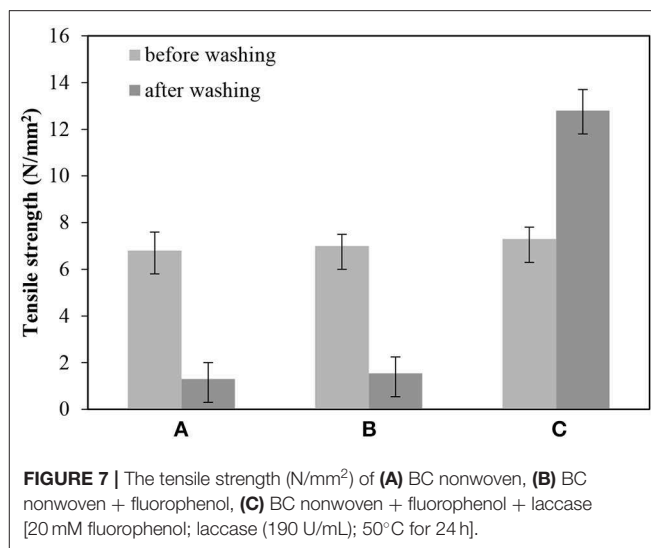 16
14
12
10
8
6
4
2
0
Tensile strength (N/mm²)
before washing
after washing
A B C
FIGURE 7 | The tensile strength (N/mm²) of (A) BC nonwoven, (B) BC
nonwoven + fluorophenol, (C) BC nonwoven + fluorophenol + laccase
[20 mM fluorophenol; laccase (190 U/mL); 50°C for 24 h].